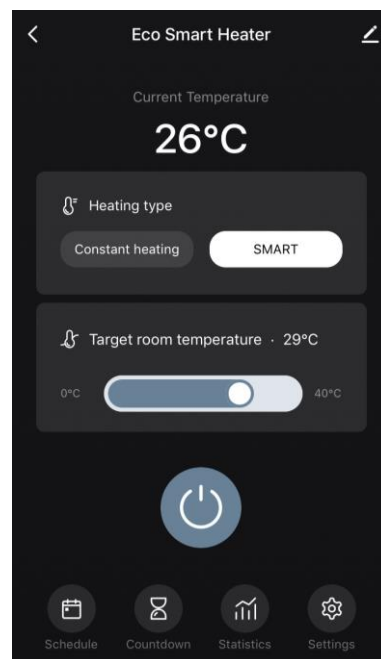 Eco Smart Heater
Current Temperature
26°C
Heating type
Constant heating SMART
Target room temperature · 29°C
0°C 40°C
Schedule Countdown Statistics Settings